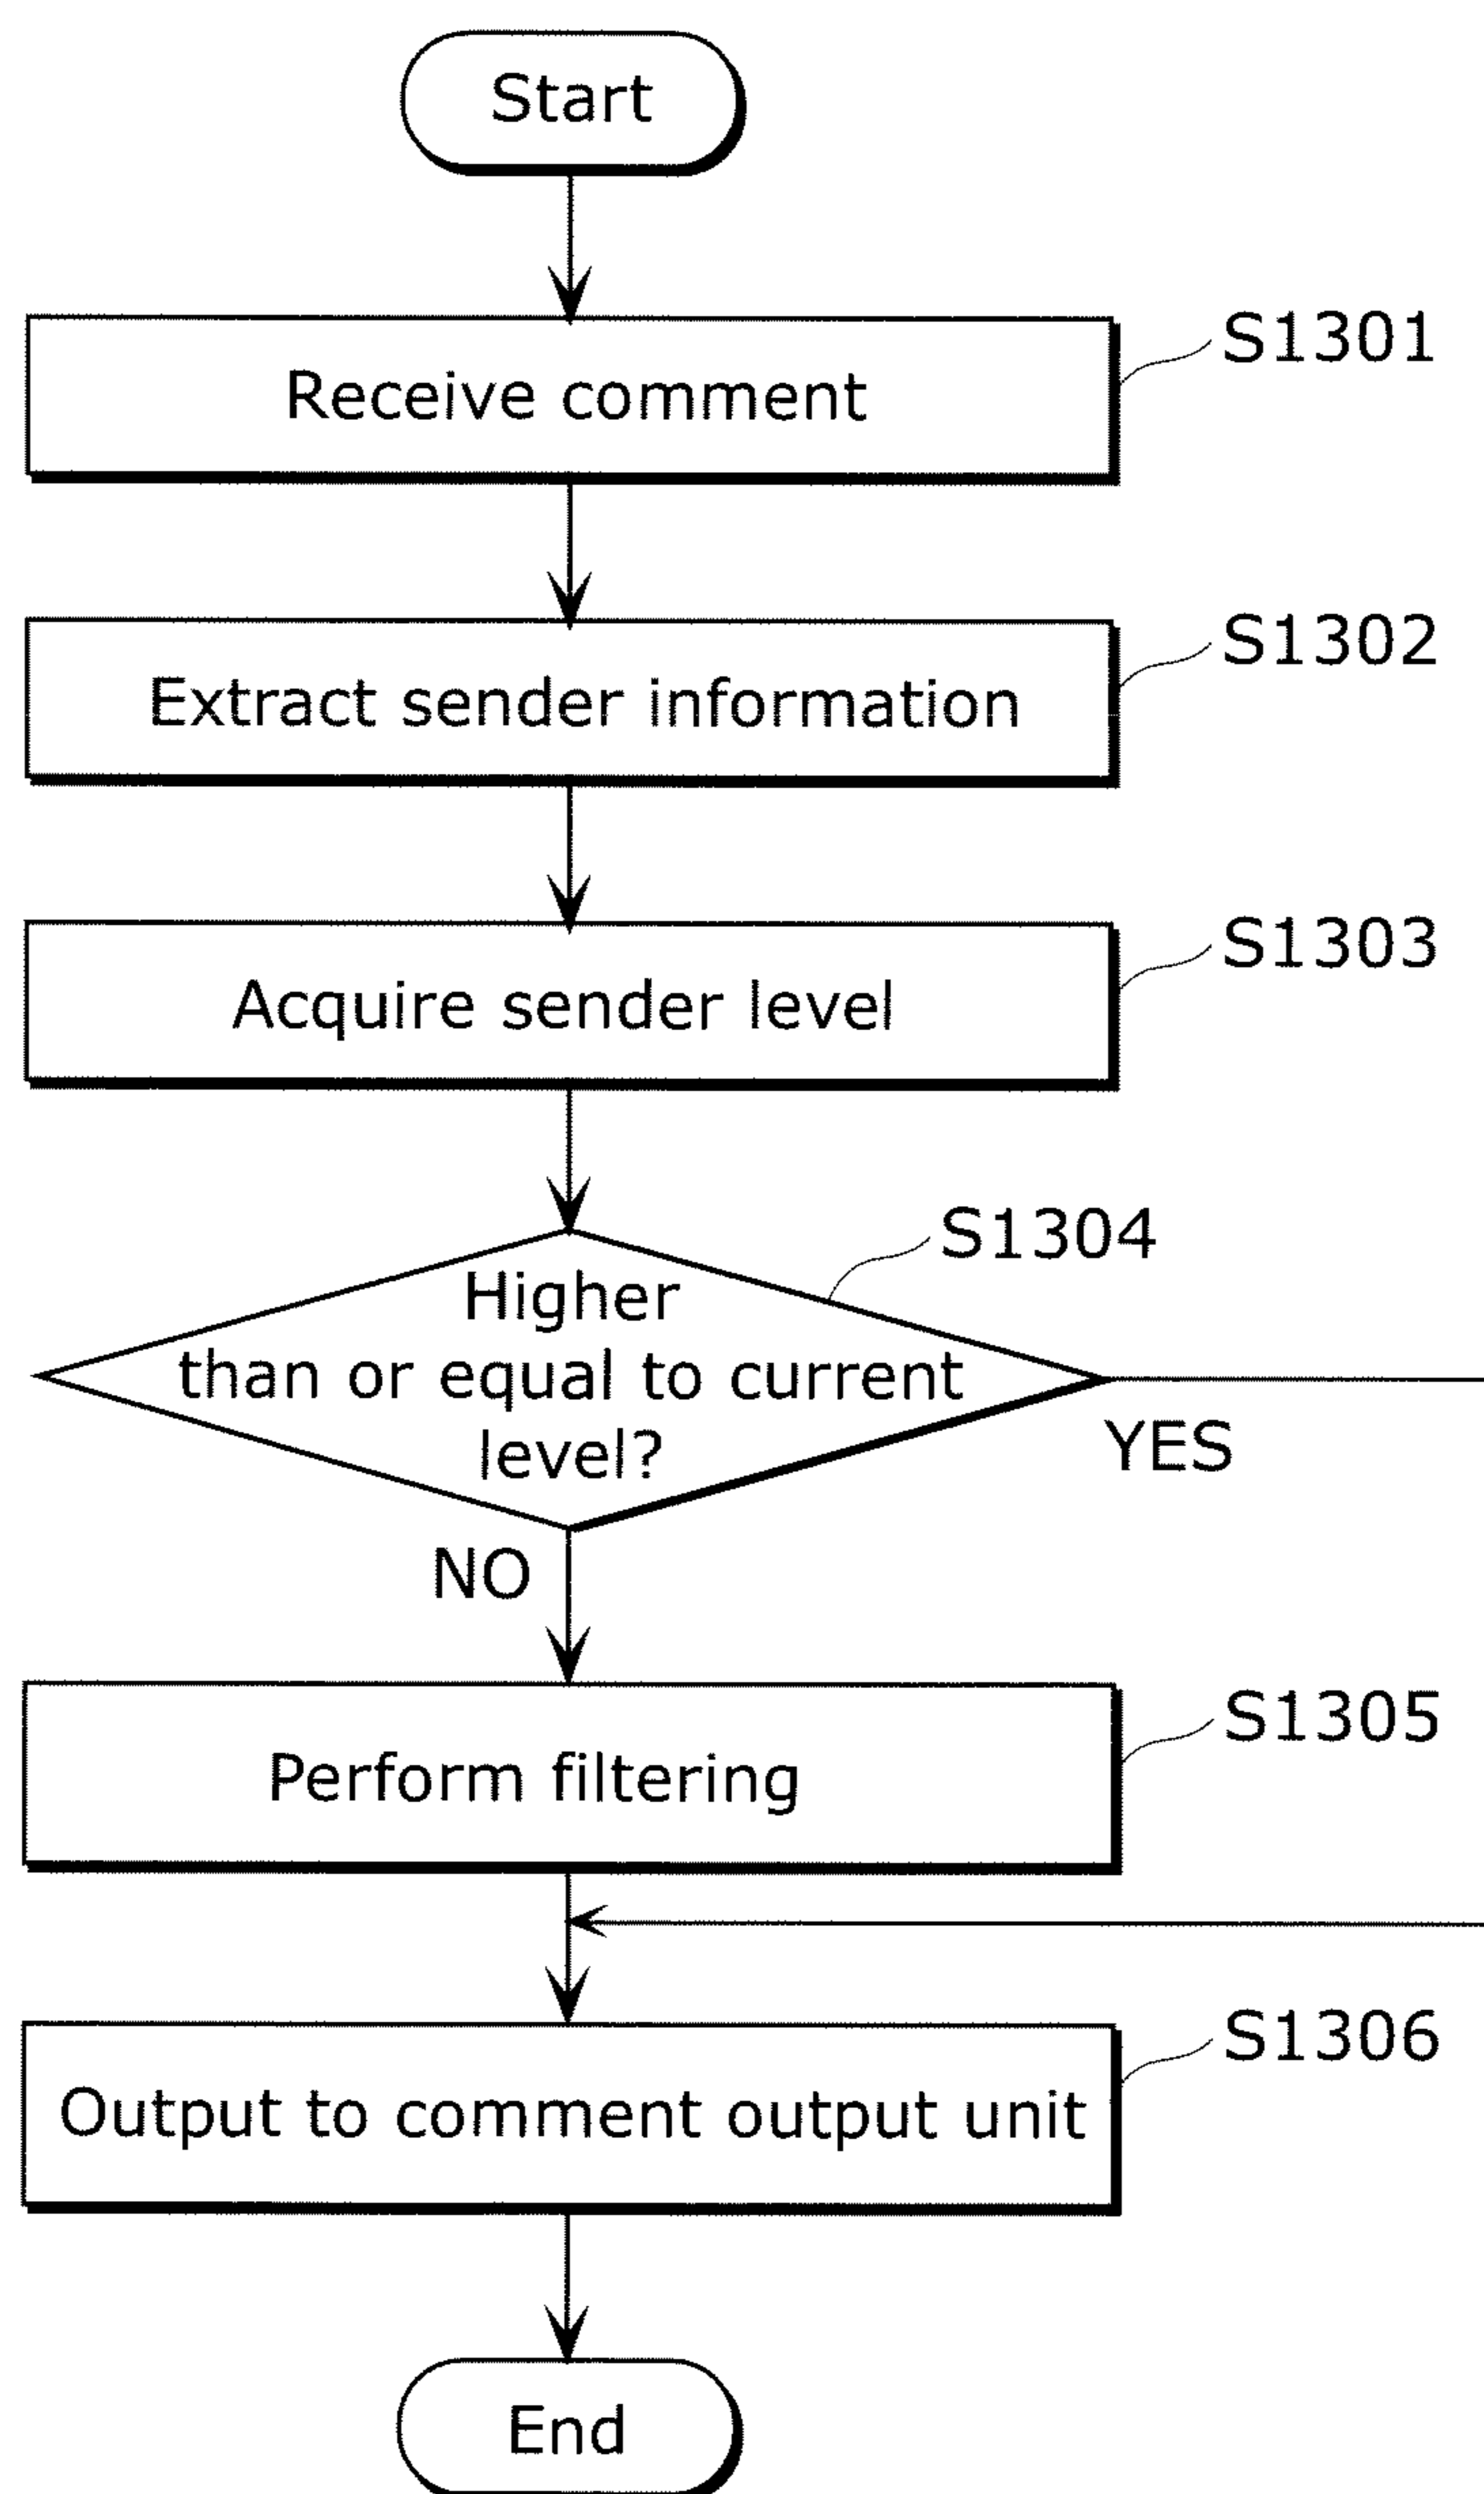 Start
Receive comment
S1301
Extract sender information
S1302
Acquire sender level
S1303
S1304
Higher
than or equal to current
level?
YES
NO
Perform filtering
S1305
Output to comment output unit
S1306
End